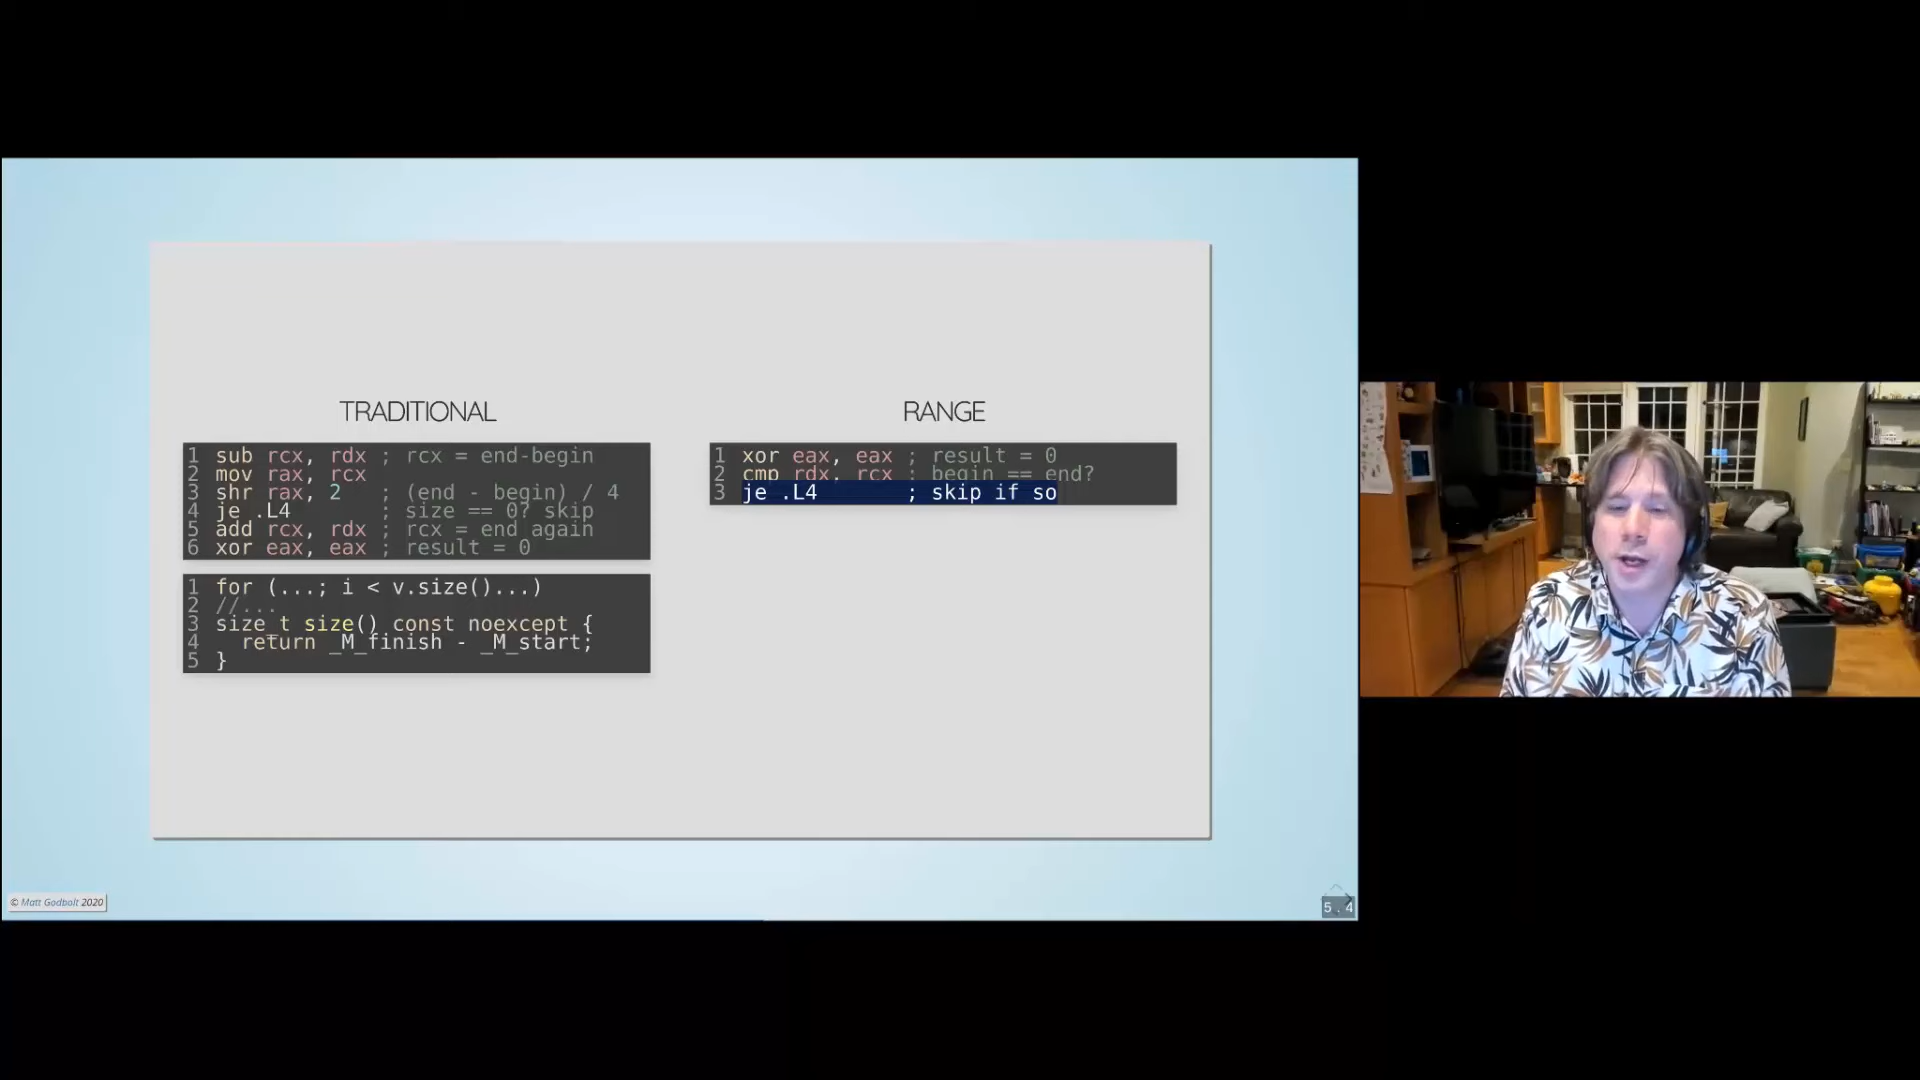 TRADITIONAL
1 sub rcx, rdx ; rcx = end-begin
2 mov rax, rcx
3 shr rax, 2 ; (end - begin) / 4
4 je .L4 ; size == 0? skip
5 add rcx, rdx ; rcx = end again
6 xor eax, eax ; result = 0
1 for (...; i < v.size()...)
2 //...
3 size_t size() const noexcept {
4 return _M_finish - _M_start;
5 }
RANGE
1 xor eax, eax ; result = 0
2 cmp rdx, rcx ; begin == end?
3 je .L4 ; skip if so
© Matt Godbolt 2020
5.4